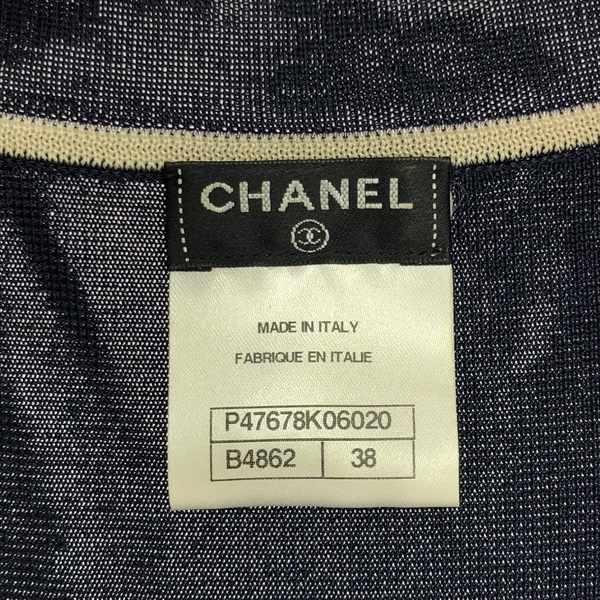 CHANEL
MADE IN ITALY
FABRIQUE EN ITALIE
P47678K06020
B4862 38